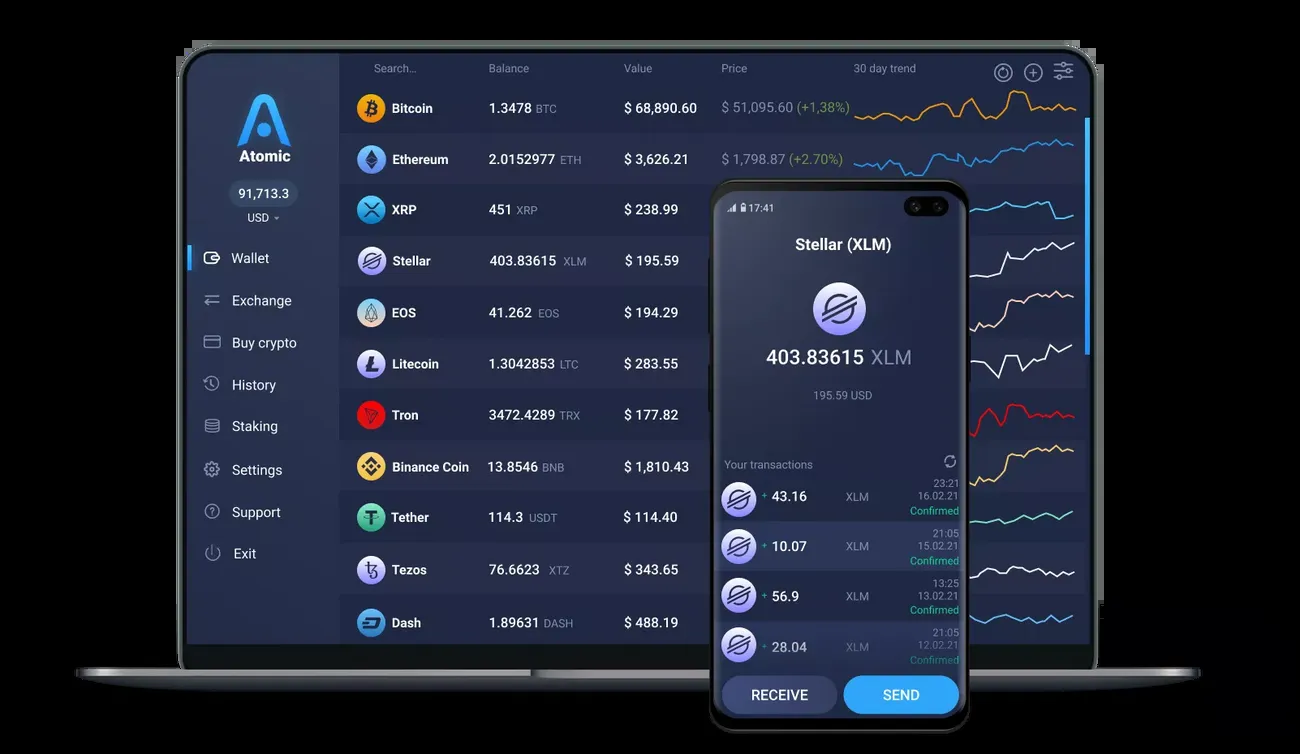 Search... Balance Value Price 30 day trend
Atomic
91,713.3
USD
Wallet
Exchange
Buy crypto
History
Staking
Settings
Support
Exit
Bitcoin 1.3478 BTC $ 68,890.60 $ 51,095.60 (+1,38%)
Ethereum 2.0152977 ETH $ 3,626.21 $ 1,798.87 (+2.70%)
XRP 451 XRP $ 238.99
Stellar 403.83615 XLM $ 195.59
EOS 41.262 EOS $ 194.29
Litecoin 1.3042853 LTC $ 283.55
Tron 3472.4289 TRX $ 177.82
Binance Coin 13.8546 BNB $ 1,810.43
Tether 114.3 USDT $ 114.40
Tezos 76.6623 XTZ $ 343.65
Dash 1.89631 DASH $ 488.19
17:41
Stellar (XLM)
403.83615 XLM
195.59 USD
Your transactions
23:21
+ 43.16 XLM 16.02.21
Confirmed
21:05
+ 10.07 XLM 15.02.21
Confirmed
13:25
+ 56.9 XLM 13.02.21
Confirmed
21:05
+ 28.04 XLM 12.02.21
Confirmed
RECEIVE SEND